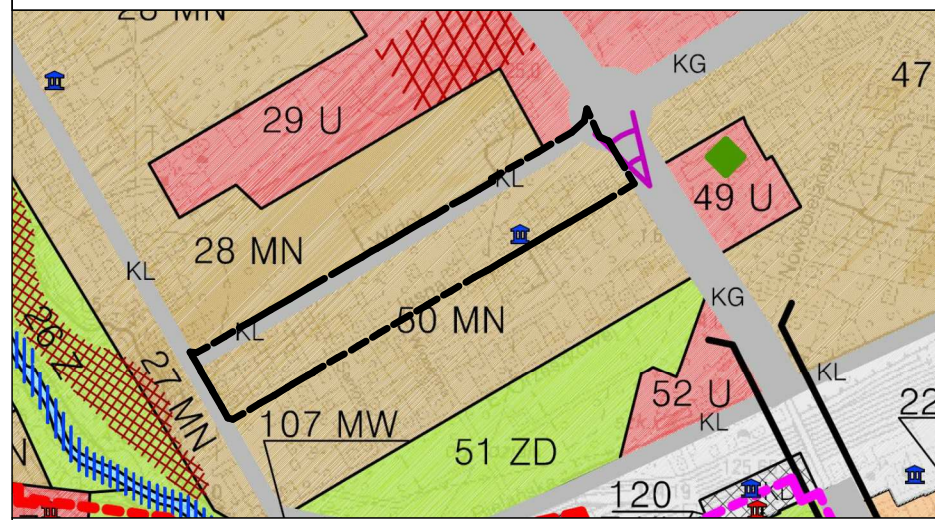 28 MN
KG
47
29 U
KL
49 U
28 MN
KL
KG
KL
50 MN
26 Z
27 MN
52 U
KL
22
KL
107 MW
51 ZD
N
120